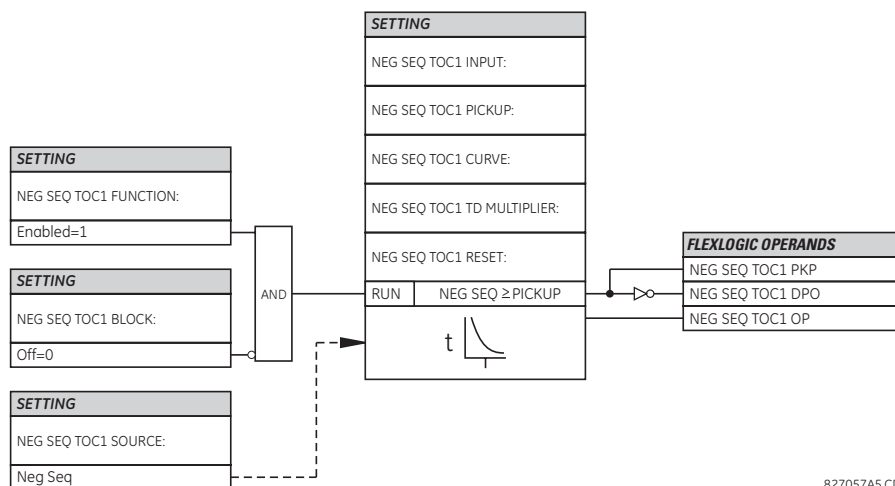 SETTING
NEG SEQ TOC1 FUNCTION:
Enabled=1
SETTING
NEG SEQ TOC1 BLOCK:
Off=0
SETTING
NEG SEQ TOC1 SOURCE:
Neg Seq
AND
SETTING
NEG SEQ TOC1 INPUT:
NEG SEQ TOC1 PICKUP:
NEG SEQ TOC1 CURVE:
NEG SEQ TOC1 TD MULTIPLIER:
NEG SEQ TOC1 RESET:
RUN NEG SEQ ≥ PICKUP
t
FLEXLOGIC OPERANDS
NEG SEQ TOC1 PKP
NEG SEQ TOC1 DPO
NEG SEQ TOC1 OP